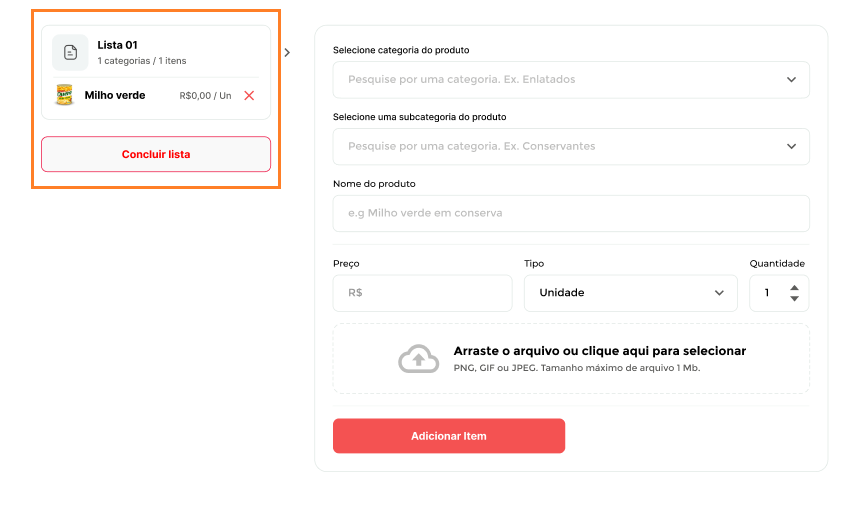 Lista 01
1 categorias / 1 itens
Milho verde
R$0,00 / Un
Concluir lista
Selecione categoria do produto
Pesquise por uma categoria. Ex. Enlatados
Selecione uma subcategoria do produto
Pesquise por uma categoria. Ex. Conservantes
Nome do produto
e.g Milho verde em conserva
Preço
Tipo
Quantidade
R$
Unidade
1
Arraste o arquivo ou clique aqui para selecionar
PNG, GIF ou JPEG. Tamanho máximo de arquivo 1 Mb.
Adicionar Item